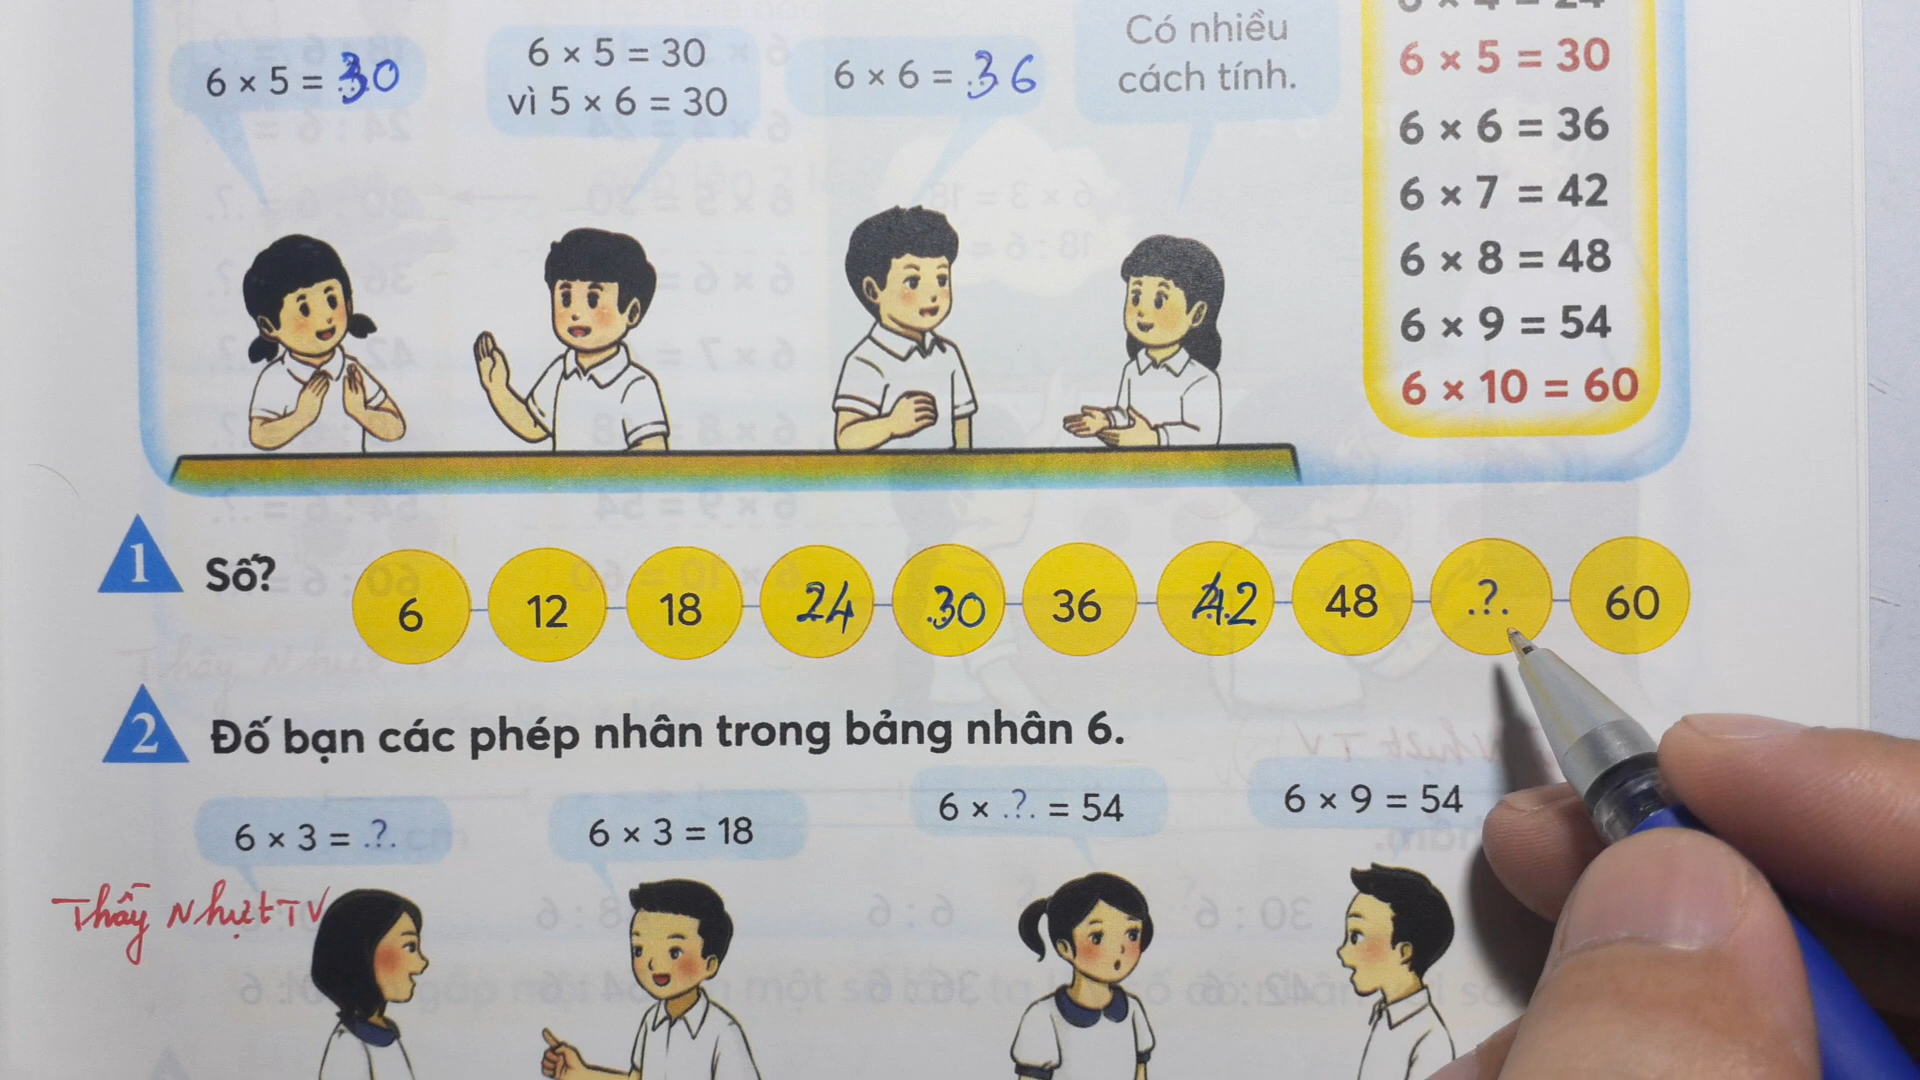 6 × 5 = 30
6 × 5 = 30
vì 5 × 6 = 30
6 × 6 = 36
Có nhiều
cách tính.
6 × 4 = 24
6 × 5 = 30
6 × 6 = 36
6 × 7 = 42
6 × 8 = 48
6 × 9 = 54
6 × 10 = 60
1 Số?
6 12 18 24 30 36 42 48 .?. 60
2 Đố bạn các phép nhân trong bảng nhân 6.
6 × 3 = .?.
6 × 3 = 18
6 × .?. = 54
6 × 9 = 54
Thầy Nhựt TV